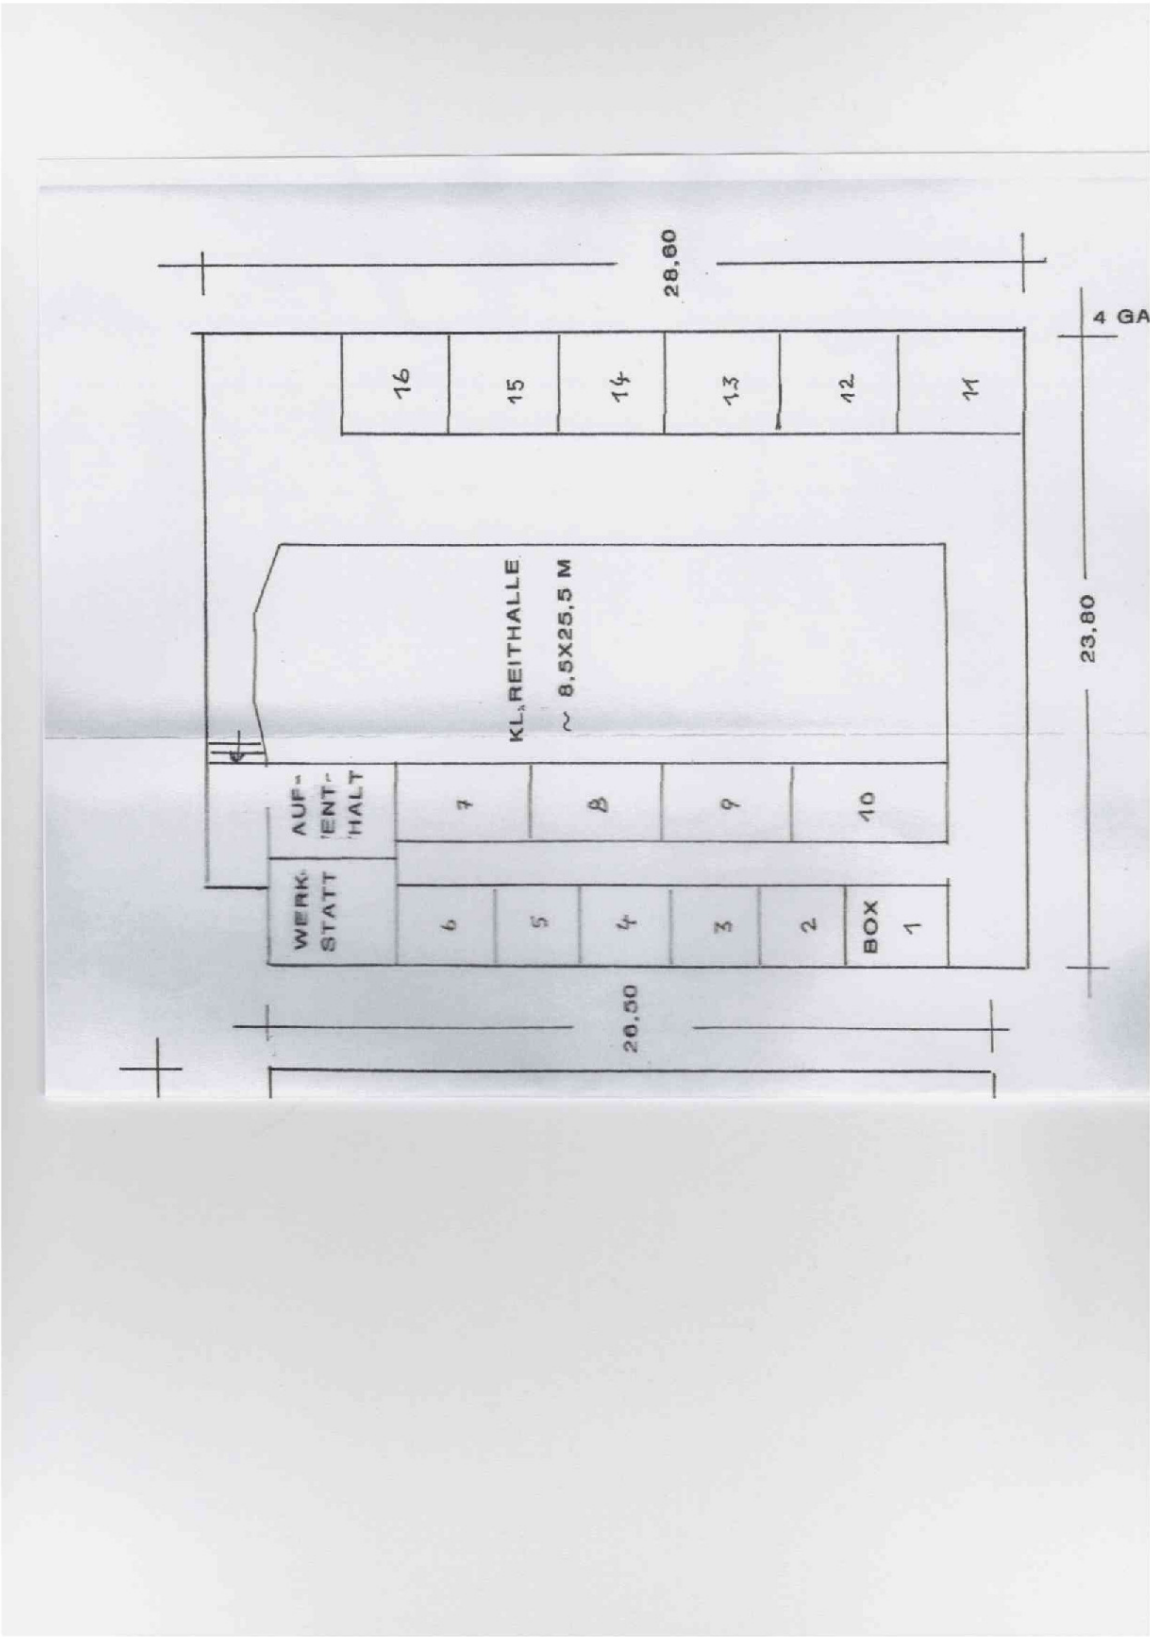 28.60
4 GA
16
15
14
13
12
11
KL. REITHALLE
~ 8,5X25,5 M
23.80
AUF-
ENT-
HALT
7
8
9
10
WERK-
STATT
6
5
4
3
2
BOX
1
26.50